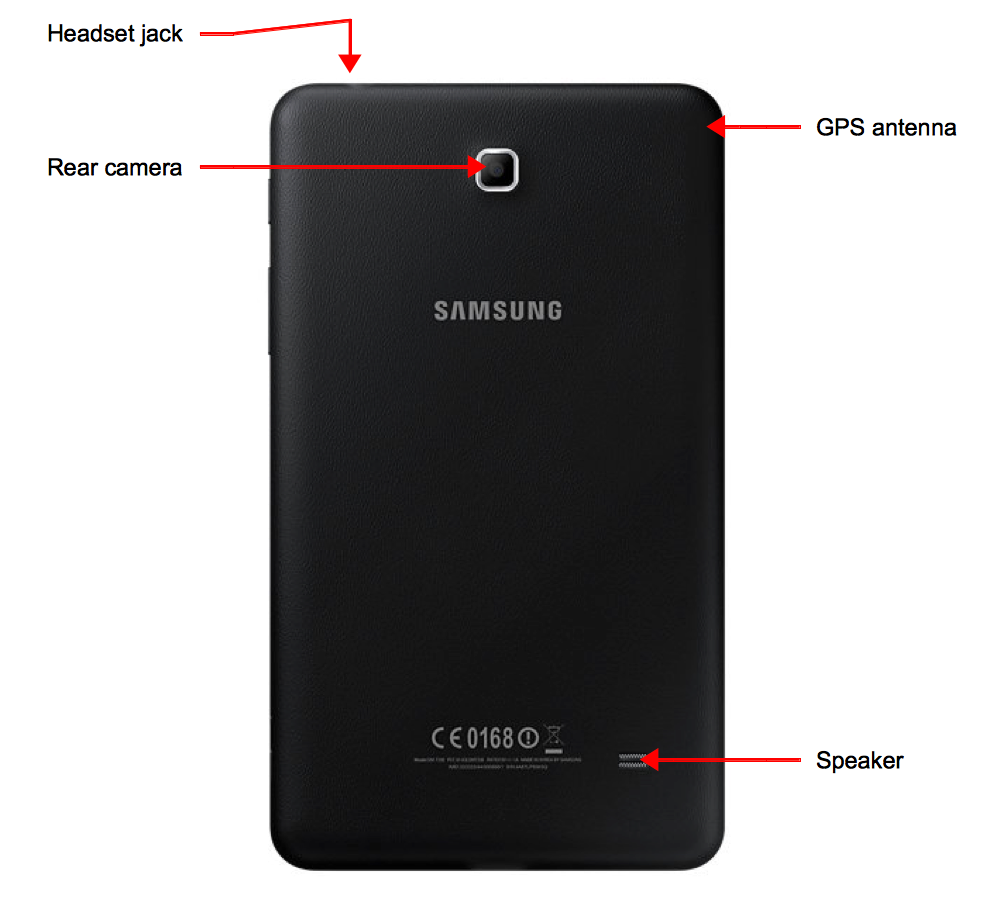 Headset jack
GPS antenna
Rear camera
SAMSUNG
CE0168
Speaker